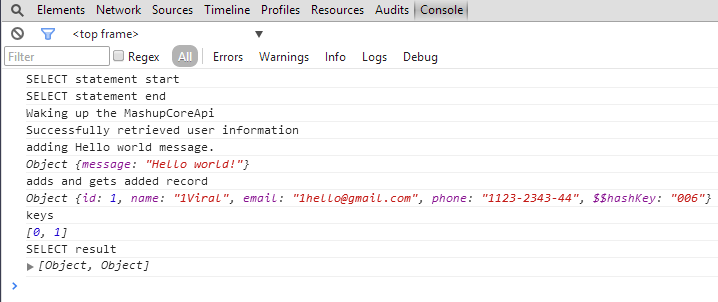 Elements Network Sources Timeline Profiles Resources Audits Console
<top frame>
Filter Regex All Errors Warnings Info Logs Debug
SELECT statement start
SELECT statement end
Waking up the MashupCoreApi
Successfully retrieved user information
adding Hello world message.
Object {message: "Hello world!"}
adds and gets added record
Object {id: 1, name: "1Viral", email: "1hello@gmail.com", phone: "1123-2343-44", $$hashKey: "006"}
keys
[0, 1]
SELECT result
[Object, Object]